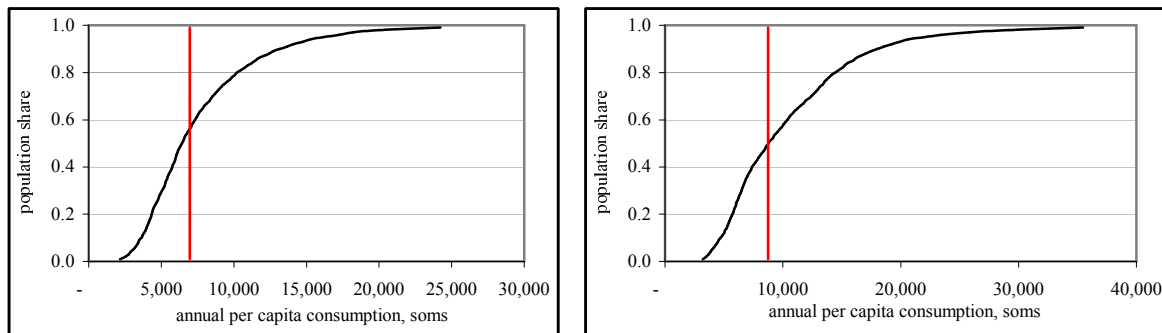 1.0
0.8
0.6
0.4
0.2
0.0
population share
- 5,000 10,000 15,000 20,000 25,000 30,000
annual per capita consumption, soms
1.0
0.8
0.6
0.4
0.2
0.0
population share
- 10,000 20,000 30,000 40,000
annual per capita consumption, soms